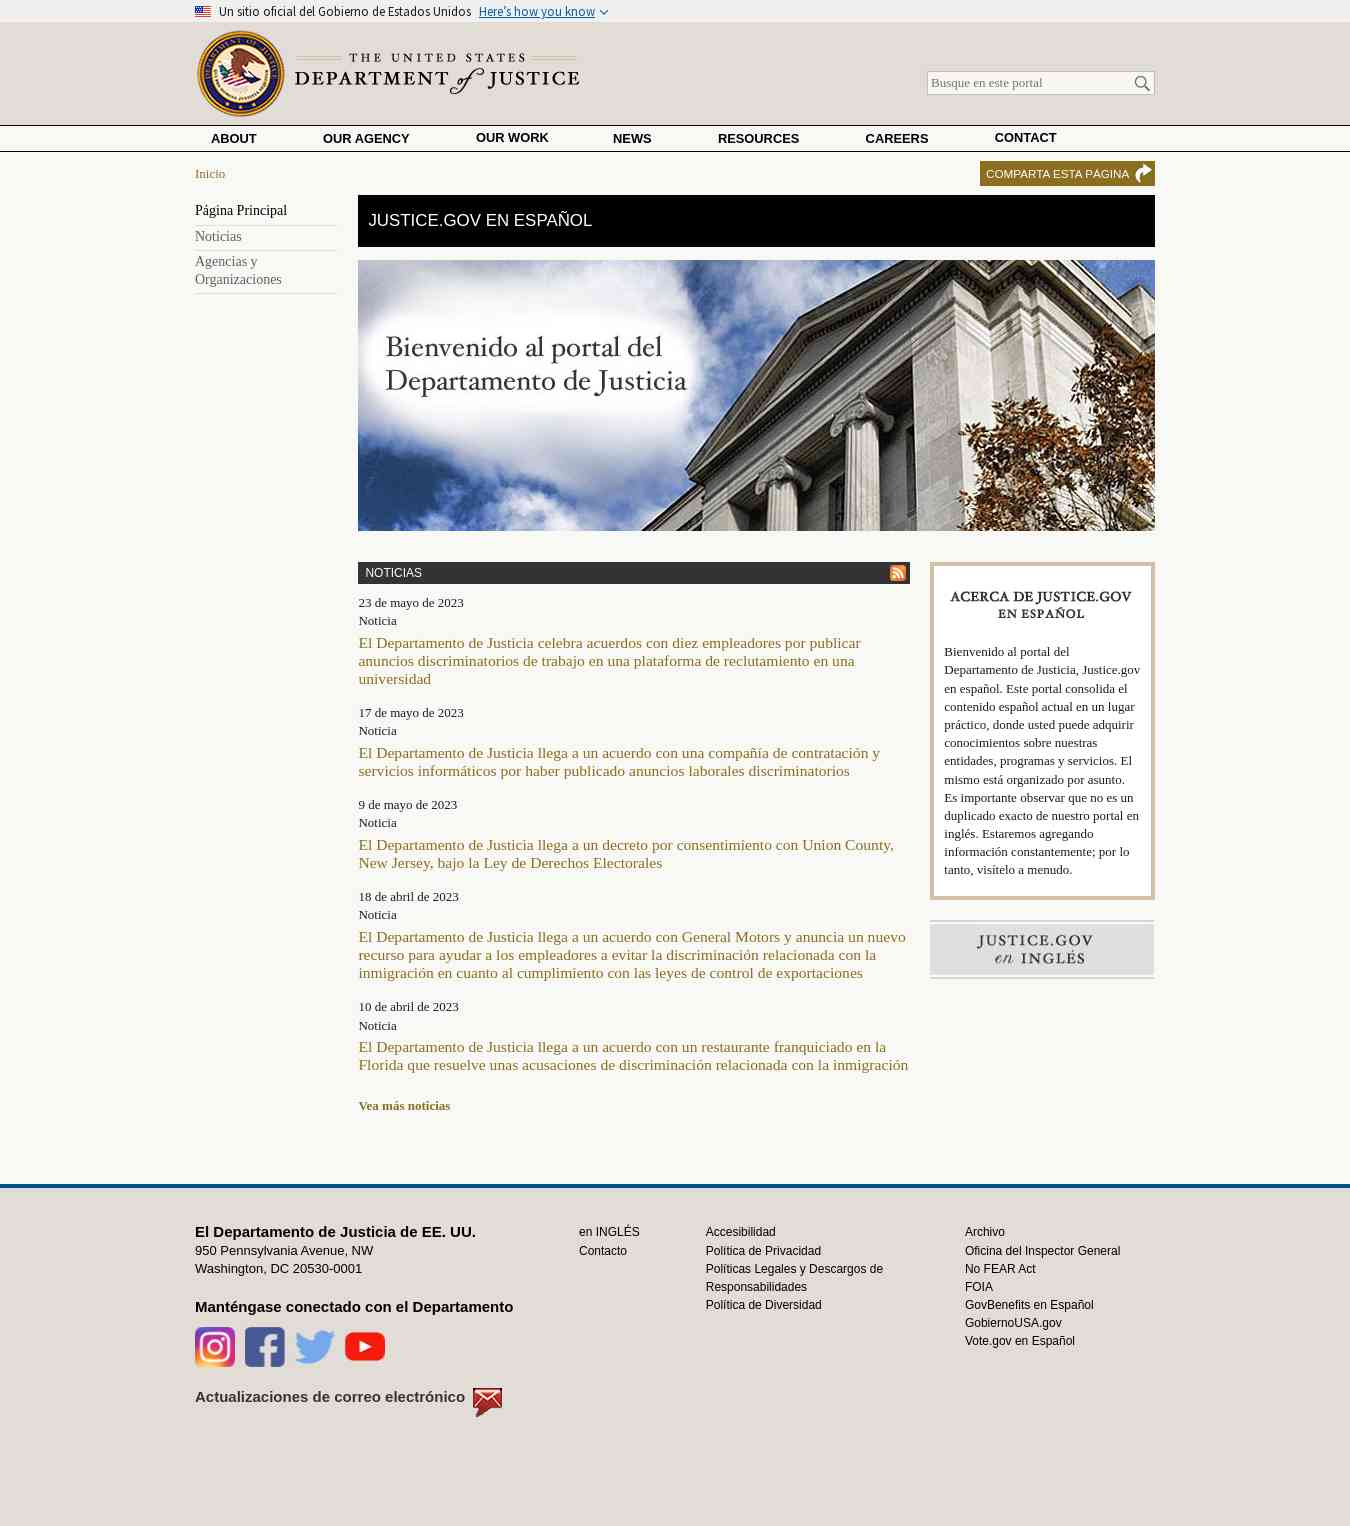 Un sitio oficial del Gobierno de Estados Unidos Here's how you know
THE UNITED STATES
DEPARTMENT of JUSTICE
Busque en este portal
ABOUT OUR AGENCY OUR WORK NEWS RESOURCES CAREERS CONTACT
Inicio
COMPARTA ESTA PÁGINA
Página Principal
Noticias
Agencias y
Organizaciones
JUSTICE.GOV EN ESPAÑOL
Bienvenido al portal del
Departamento de Justicia
NOTICIAS
23 de mayo de 2023
Noticia
El Departamento de Justicia celebra acuerdos con diez empleadores por publicar
anuncios discriminatorios de trabajo en una plataforma de reclutamiento en una
universidad
17 de mayo de 2023
Noticia
El Departamento de Justicia llega a un acuerdo con una compañía de contratación y
servicios informáticos por haber publicado anuncios laborales discriminatorios
9 de mayo de 2023
Noticia
El Departamento de Justicia llega a un decreto por consentimiento con Union County,
New Jersey, bajo la Ley de Derechos Electorales
18 de abril de 2023
Noticia
El Departamento de Justicia llega a un acuerdo con General Motors y anuncia un nuevo
recurso para ayudar a los empleadores a evitar la discriminación relacionada con la
inmigración en cuanto al cumplimiento con las leyes de control de exportaciones
10 de abril de 2023
Noticia
El Departamento de Justicia llega a un acuerdo con un restaurante franquiciado en la
Florida que resuelve unas acusaciones de discriminación relacionada con la inmigración
Vea más noticias
ACERCA DE JUSTICE.GOV
EN ESPAÑOL
Bienvenido al portal del
Departamento de Justicia, Justice.gov
en español. Este portal consolida el
contenido español actual en un lugar
práctico, donde usted puede adquirir
conocimientos sobre nuestras
entidades, programas y servicios. El
mismo está organizado por asunto.
Es importante observar que no es un
duplicado exacto de nuestro portal en
inglés. Estaremos agregando
información constantemente; por lo
tanto, visítelo a menudo.
JUSTICE.GOV
en INGLÉS
El Departamento de Justicia de EE. UU.
950 Pennsylvania Avenue, NW
Washington, DC 20530-0001
Manténgase conectado con el Departamento
Actualizaciones de correo electrónico
en INGLÉS
Contacto
Accesibilidad
Política de Privacidad
Políticas Legales y Descargos de
Responsabilidades
Política de Diversidad
Archivo
Oficina del Inspector General
No FEAR Act
FOIA
GovBenefits en Español
GobiernoUSA.gov
Vote.gov en Español